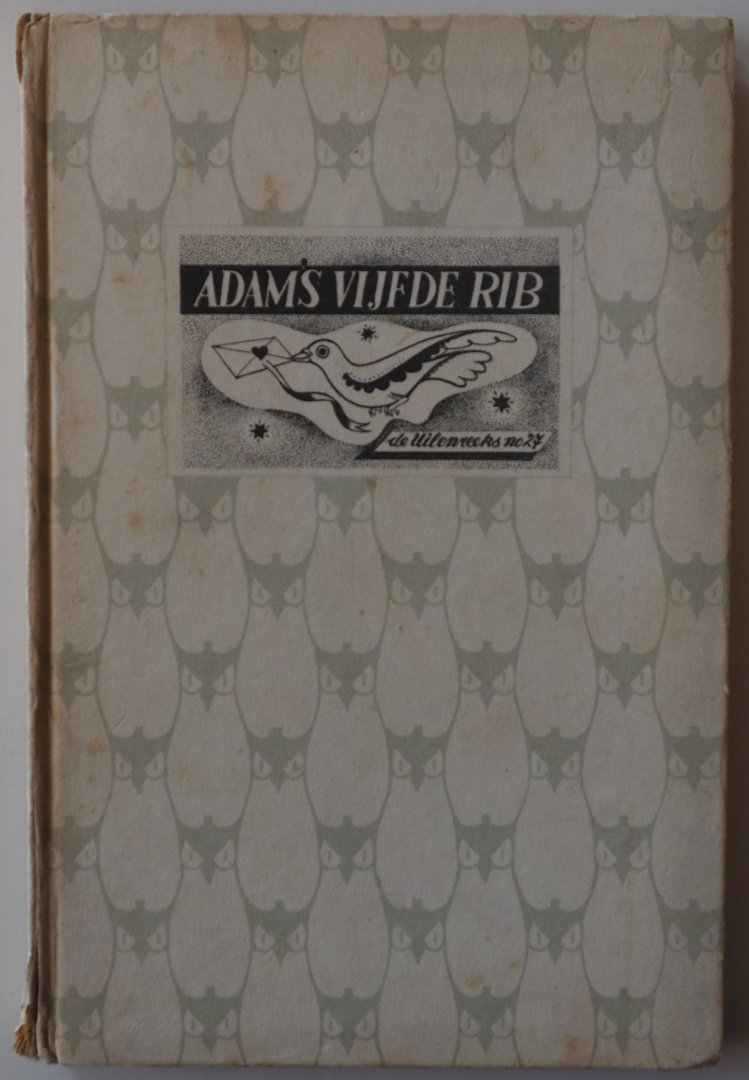 ADAM'S VIJFDE RIB
de Uilenreeks no 27